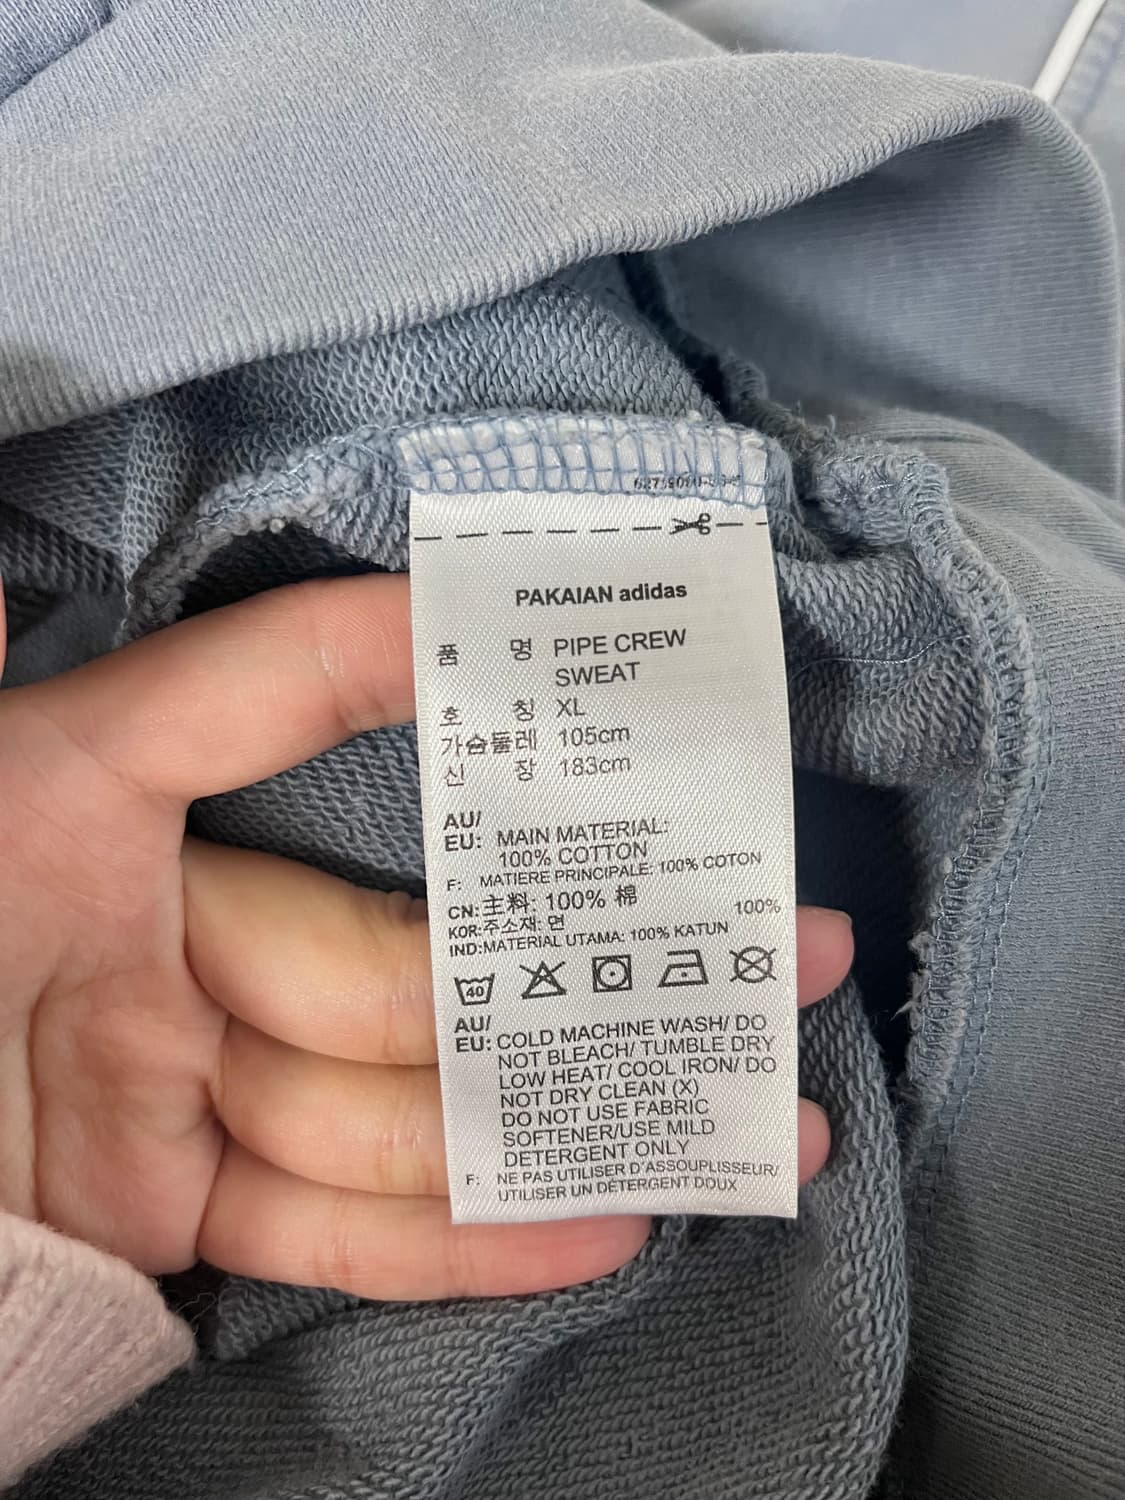 PAKAIAN adidas
품 명 PIPE CREW
SWEAT
호 칭 XL
가슴둘레 105cm
신 장 183cm
AU/
EU: MAIN MATERIAL:
100% COTTON
F: MATIERE PRINCIPALE: 100% COTON
CN: 主料: 100% 棉
KOR: 주소재: 면 100%
IND: MATERIAL UTAMA: 100% KATUN
40
AU/
EU: COLD MACHINE WASH/ DO
NOT BLEACH/ TUMBLE DRY
LOW HEAT/ COOL IRON/ DO
NOT DRY CLEAN (X)
DO NOT USE FABRIC
SOFTENER/USE MILD
DETERGENT ONLY
F: NE PAS UTILISER D'ASSOUPLISSEUR/
UTILISER UN DÉTERGENT DOUX